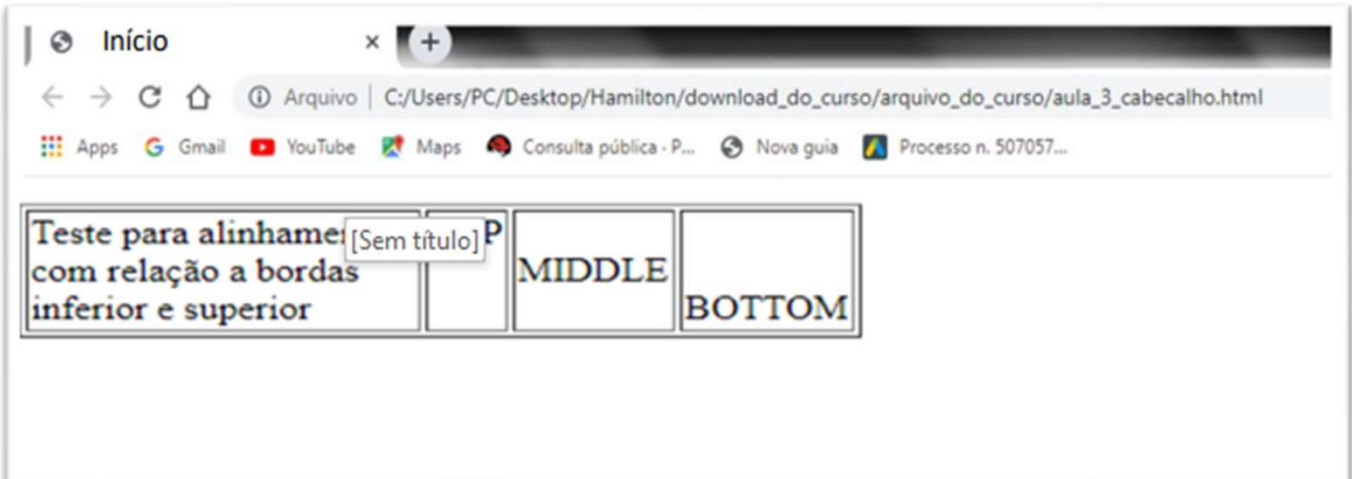 Início × +
Arquivo | C:/Users/PC/Desktop/Hamilton/download_do_curso/arquivo_do_curso/aula_3_cabecalho.html
Apps Gmail YouTube Maps Consulta pública - P... Nova guia Processo n. 507057...
Teste para
com relação a bordas
inferior e superior
[Sem título]
MIDDLE
BOTTOM